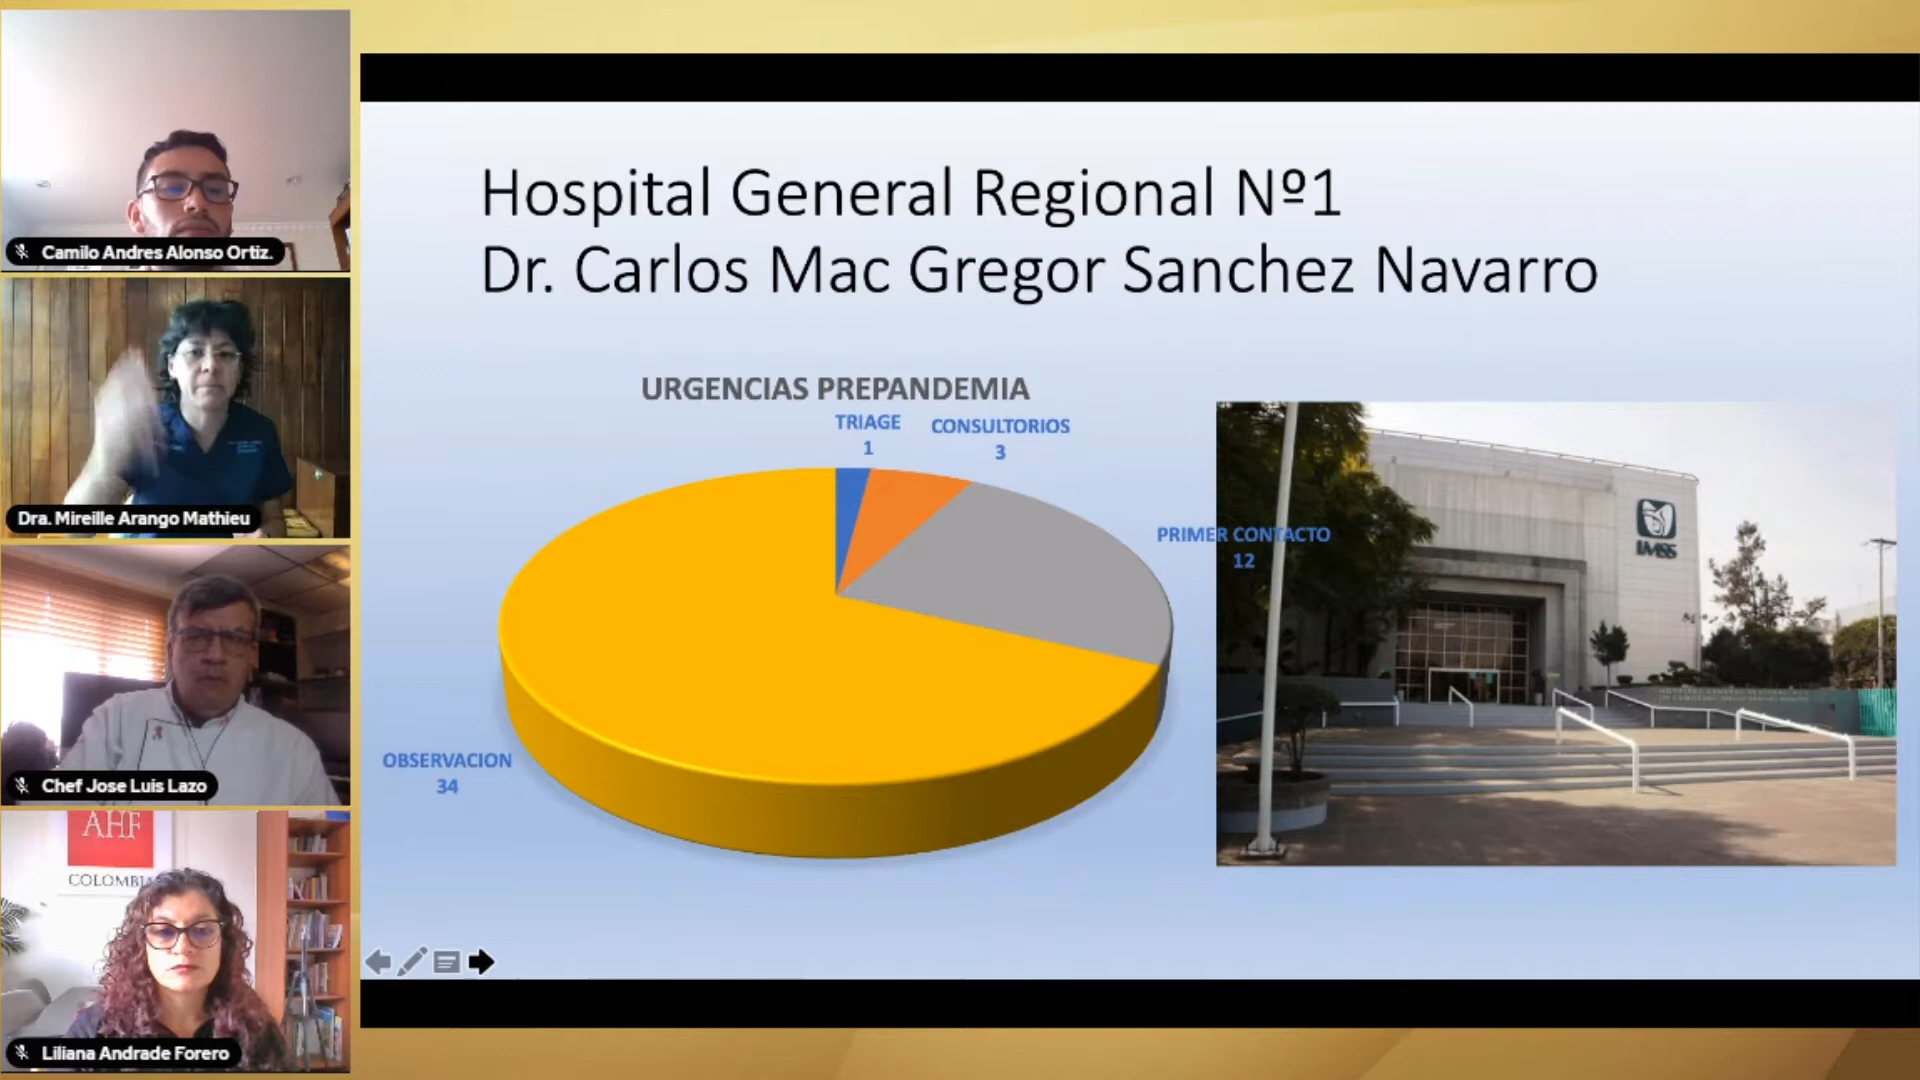 Camilo Andres Alonso Ortiz.
Dra. Mireille Arango Mathieu
Chef Jose Luis Lazo
AHF
COLOMBIA
Liliana Andrade Forero
Hospital General Regional Nº1
Dr. Carlos Mac Gregor Sanchez Navarro
URGENCIAS PREPANDEMIA
TRIAGE
1
CONSULTORIOS
3
PRIMER CONTACTO
12
OBSERVACION
34
IMSS